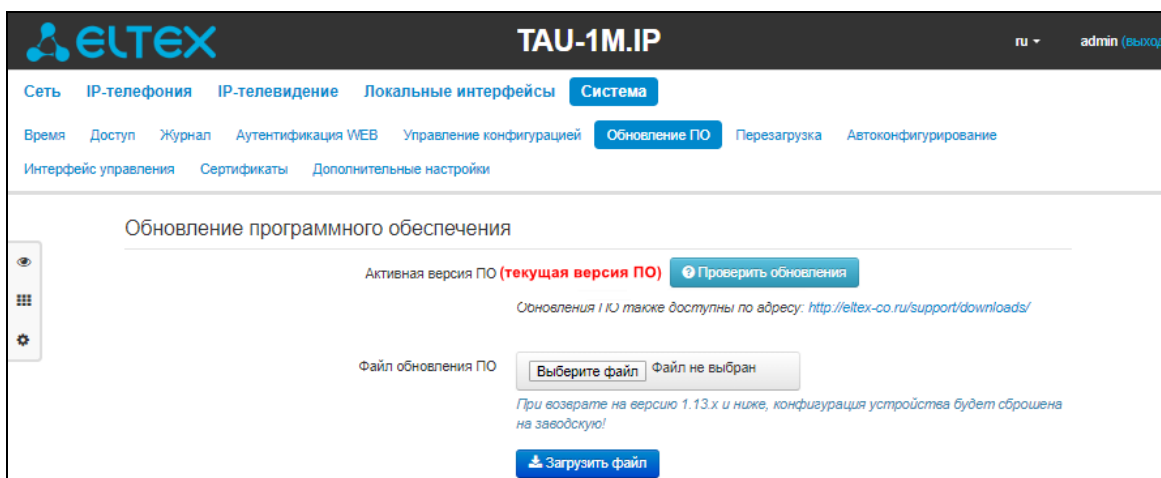 ELTEX TAU-1M.IP ru admin (выход
Сеть IP-телефония IP-телевидение Локальные интерфейсы Система
Время Доступ Журнал Аутентификация WEB Управление конфигурацией Обновление ПО Перезагрузка Автоконфигурирование
Интерфейс управления Сертификаты Дополнительные настройки
Обновление программного обеспечения
Активная версия ПО (текущая версия ПО) Проверить обновления
Обновления ПО также доступны по адресу: http://eltex-co.ru/support/downloads/
Файл обновления ПО Выберите файл Файл не выбран
При возврате на версию 1.13.x и ниже, конфигурация устройства будет сброшена
на заводскую!
Загрузить файл